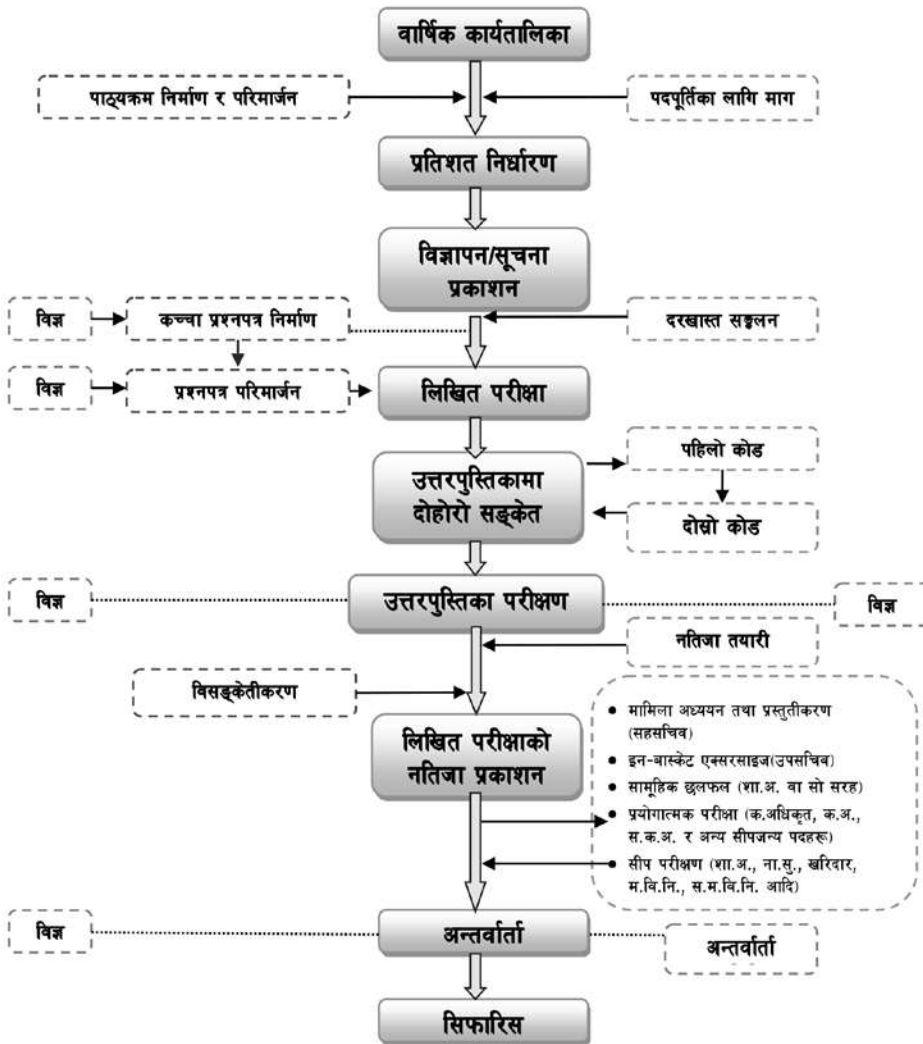 वार्षिक कार्यतालिका
पाठ्यक्रम निर्माण र परिमार्जन
पदपूर्तिका लागि माग
प्रतिशत निर्धारण
विज्ञापन/सूचना
प्रकाशन
विज्ञ
कच्चा प्रश्नपत्र निर्माण
दरखास्त सङ्कलन
विज्ञ
प्रश्नपत्र परिमार्जन
लिखित परीक्षा
पहिलो कोड
उत्तरपुस्तिकामा
दोहोरो सङ्केत
दोस्रो कोड
विज्ञ
उत्तरपुस्तिका परीक्षण
विज्ञ
नतिजा तयारी
विसङ्केतीकरण
लिखित परीक्षाको
नतिजा प्रकाशन
• मामिला अध्ययन तथा प्रस्तुतीकरण
(सहसचिव)
• इन-बास्केट एक्सरसाइज(उपसचिव)
• सामूहिक छलफल (शा.अ. वा सो सरह)
• प्रयोगात्मक परीक्षा (क.अधिकृत, क.अ.,
स.क.अ. र अन्य सीपजन्य पदहरू)
• सीप परीक्षण (शा.अ., ना.सु., खरिदार,
म.वि.नि., स.म.वि.नि. आदि)
विज्ञ
अन्तर्वार्ता
अन्तर्वार्ता
सिफारिस